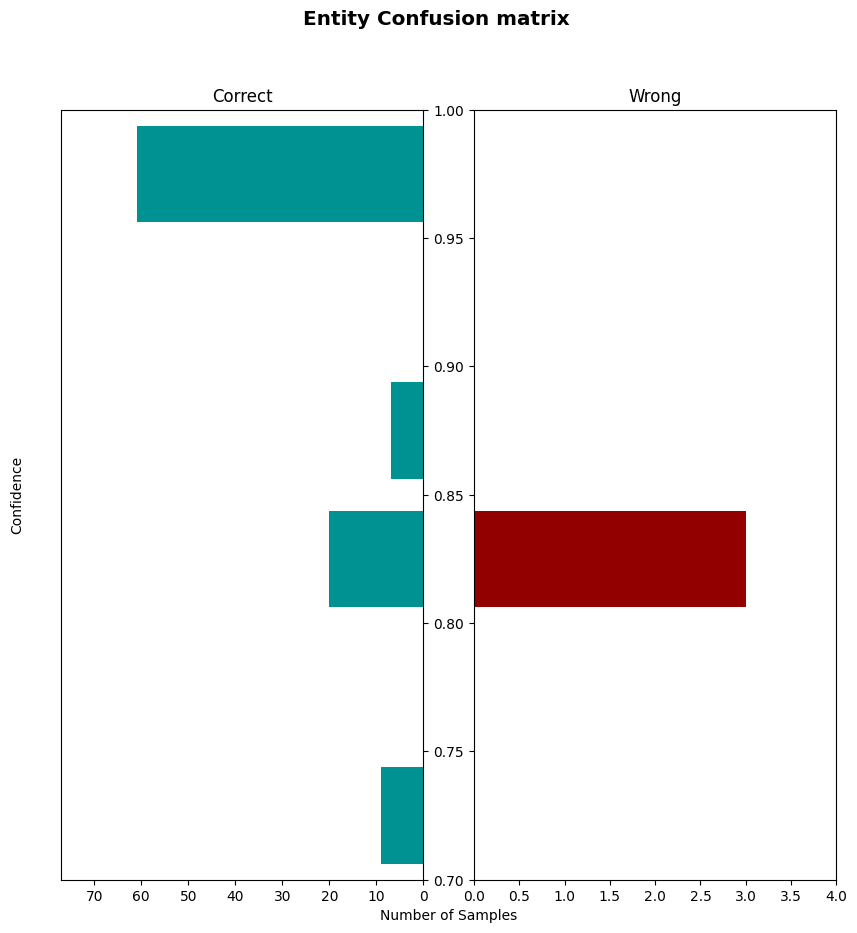 Entity Confusion matrix
Correct
Wrong
1.00
0.95
0.90
0.85
0.80
0.75
0.70
Confidence
70 60 50 40 30 20 10 0
0.0 0.5 1.0 1.5 2.0 2.5 3.0 3.5 4.0
Number of Samples